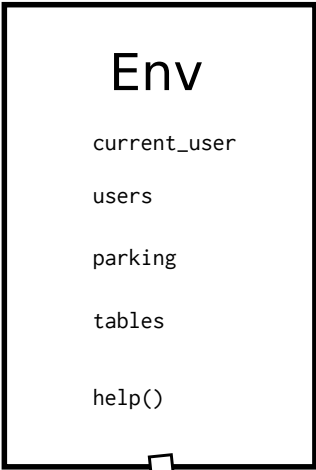 Env
current_user
users
parking
tables
help()